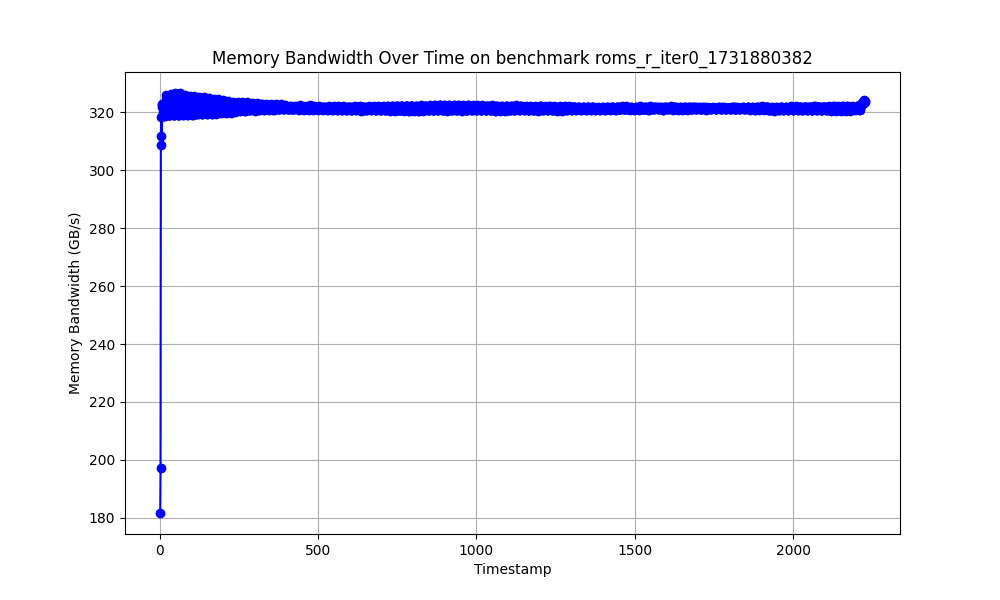 Memory Bandwidth Over Time on benchmark roms_r_iter0_1731880382
Memory Bandwidth (GB/s)
320
300
280
260
240
220
200
180
0 500 1000 1500 2000
Timestamp